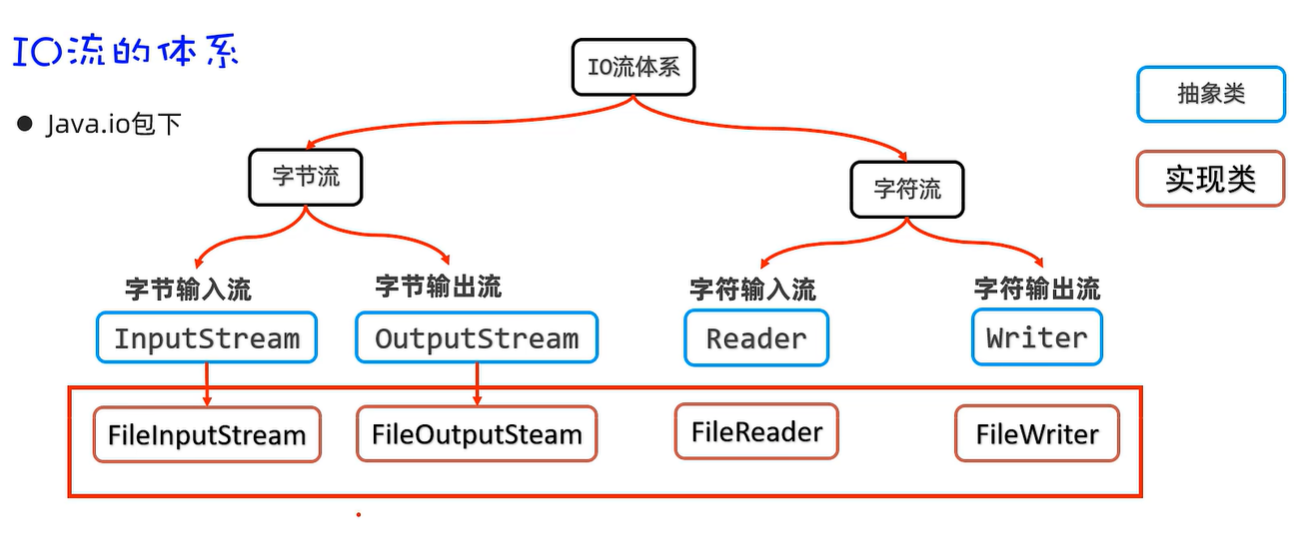 IO流的体系
Java.io包下
IO流体系
抽象类
实现类
字节流
字符流
字节输入流
字节输出流
字符输入流
字符输出流
InputStream
OutputStream
Reader
Writer
FileInputStream
FileOutputSteam
FileReader
FileWriter